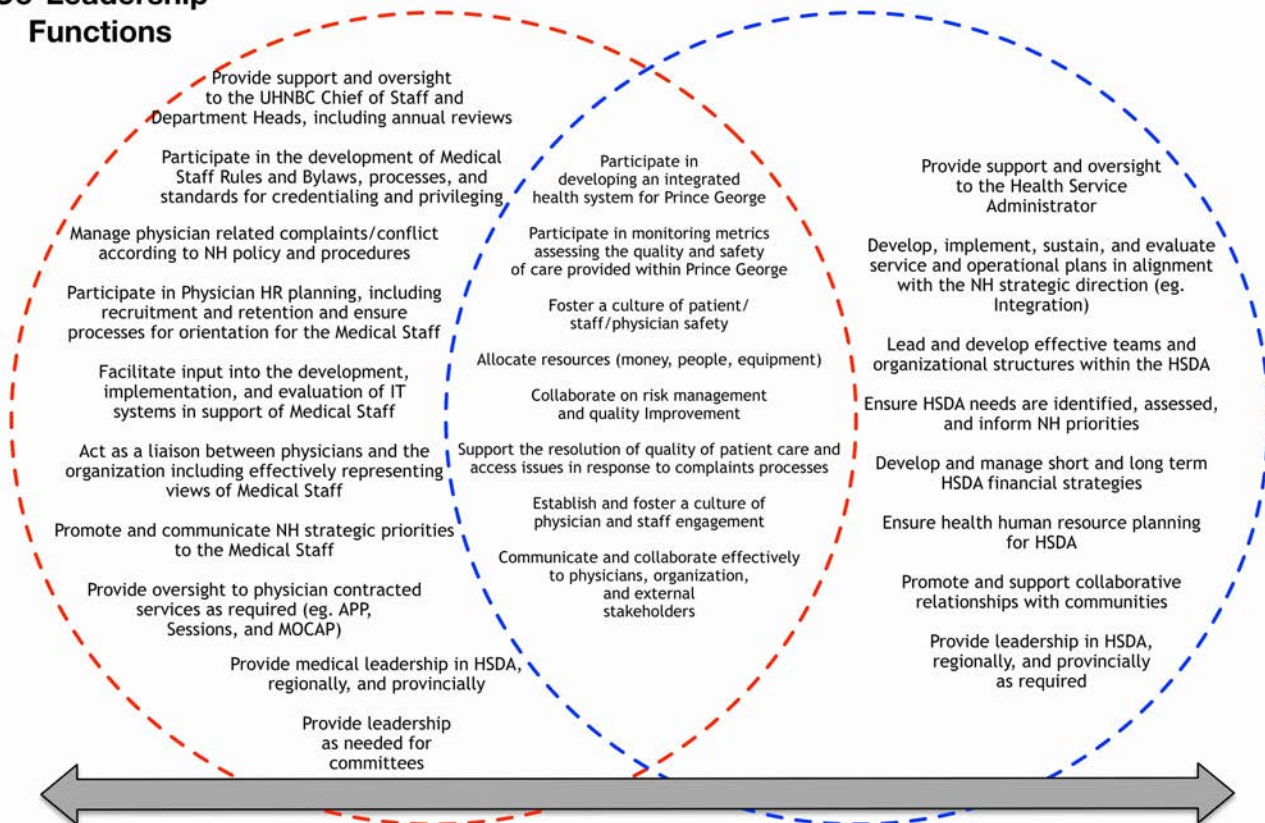 Functions
Provide support and oversight
to the UHNBC Chief of Staff and
Department Heads, including annual reviews
Participate in the development of Medical
Staff Rules and Bylaws, processes, and
standards for credentialing and privileging
Manage physician related complaints/conflict
according to NH policy and procedures
Participate in Physician HR planning, including
recruitment and retention and ensure
processes for orientation for the Medical Staff
Facilitate input into the development,
implementation, and evaluation of IT
systems in support of Medical Staff
Act as a liaison between physicians and the
organization including effectively representing
views of Medical Staff
Promote and communicate NH strategic priorities
to the Medical Staff
Provide oversight to physician contracted
services as required (eg. APP,
Sessions, and MOCAP)
Provide medical leadership in HSDA,
regionally, and provincially
Provide leadership
as needed for
committees
Participate in
developing an integrated
health system for Prince George
Participate in monitoring metrics
assessing the quality and safety
of care provided within Prince George
Foster a culture of patient/
staff/physician safety
Allocate resources (money, people, equipment)
Collaborate on risk management
and quality Improvement
Support the resolution of quality of patient care and
access issues in response to complaints processes
Establish and foster a culture of
physician and staff engagement
Communicate and collaborate effectively
to physicians, organization,
and external
stakeholders
Provide support and oversight
to the Health Service
Administrator
Develop, implement, sustain, and evaluate
service and operational plans in alignment
with the NH strategic direction (eg.
Integration)
Lead and develop effective teams and
organizational structures within the HSDA
Ensure HSDA needs are identified, assessed,
and inform NH priorities
Develop and manage short and long term
HSDA financial strategies
Ensure health human resource planning
for HSDA
Promote and support collaborative
relationships with communities
Provide leadership in HSDA,
regionally, and provincially
as required